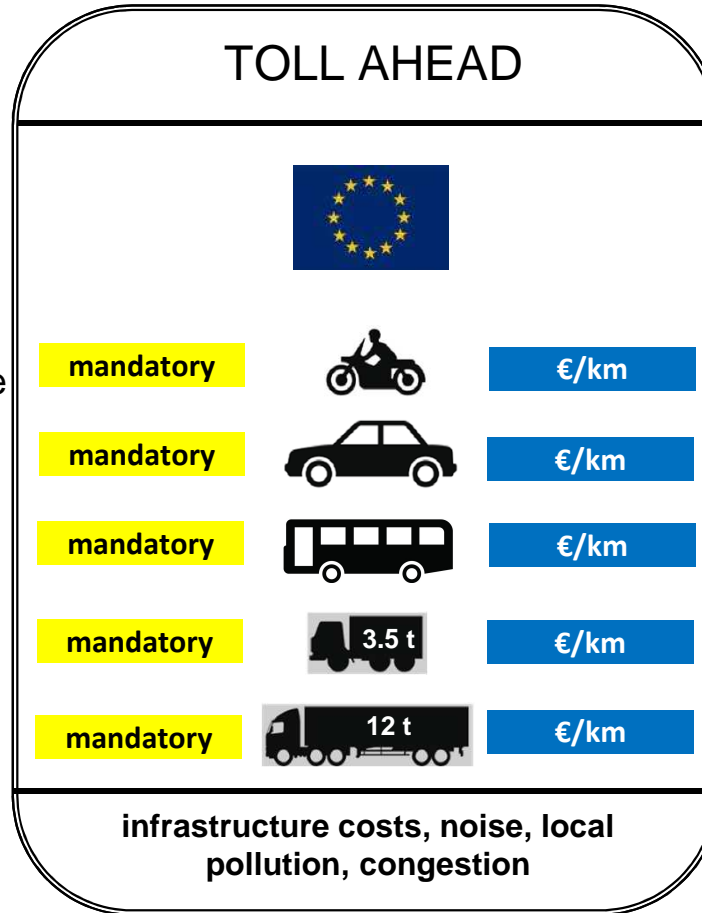 TOLL AHEAD
mandatory €/km
e
mandatory €/km
mandatory €/km
mandatory 3.5 t €/km
mandatory 12 t €/km
infrastructure costs, noise, local
pollution, congestion